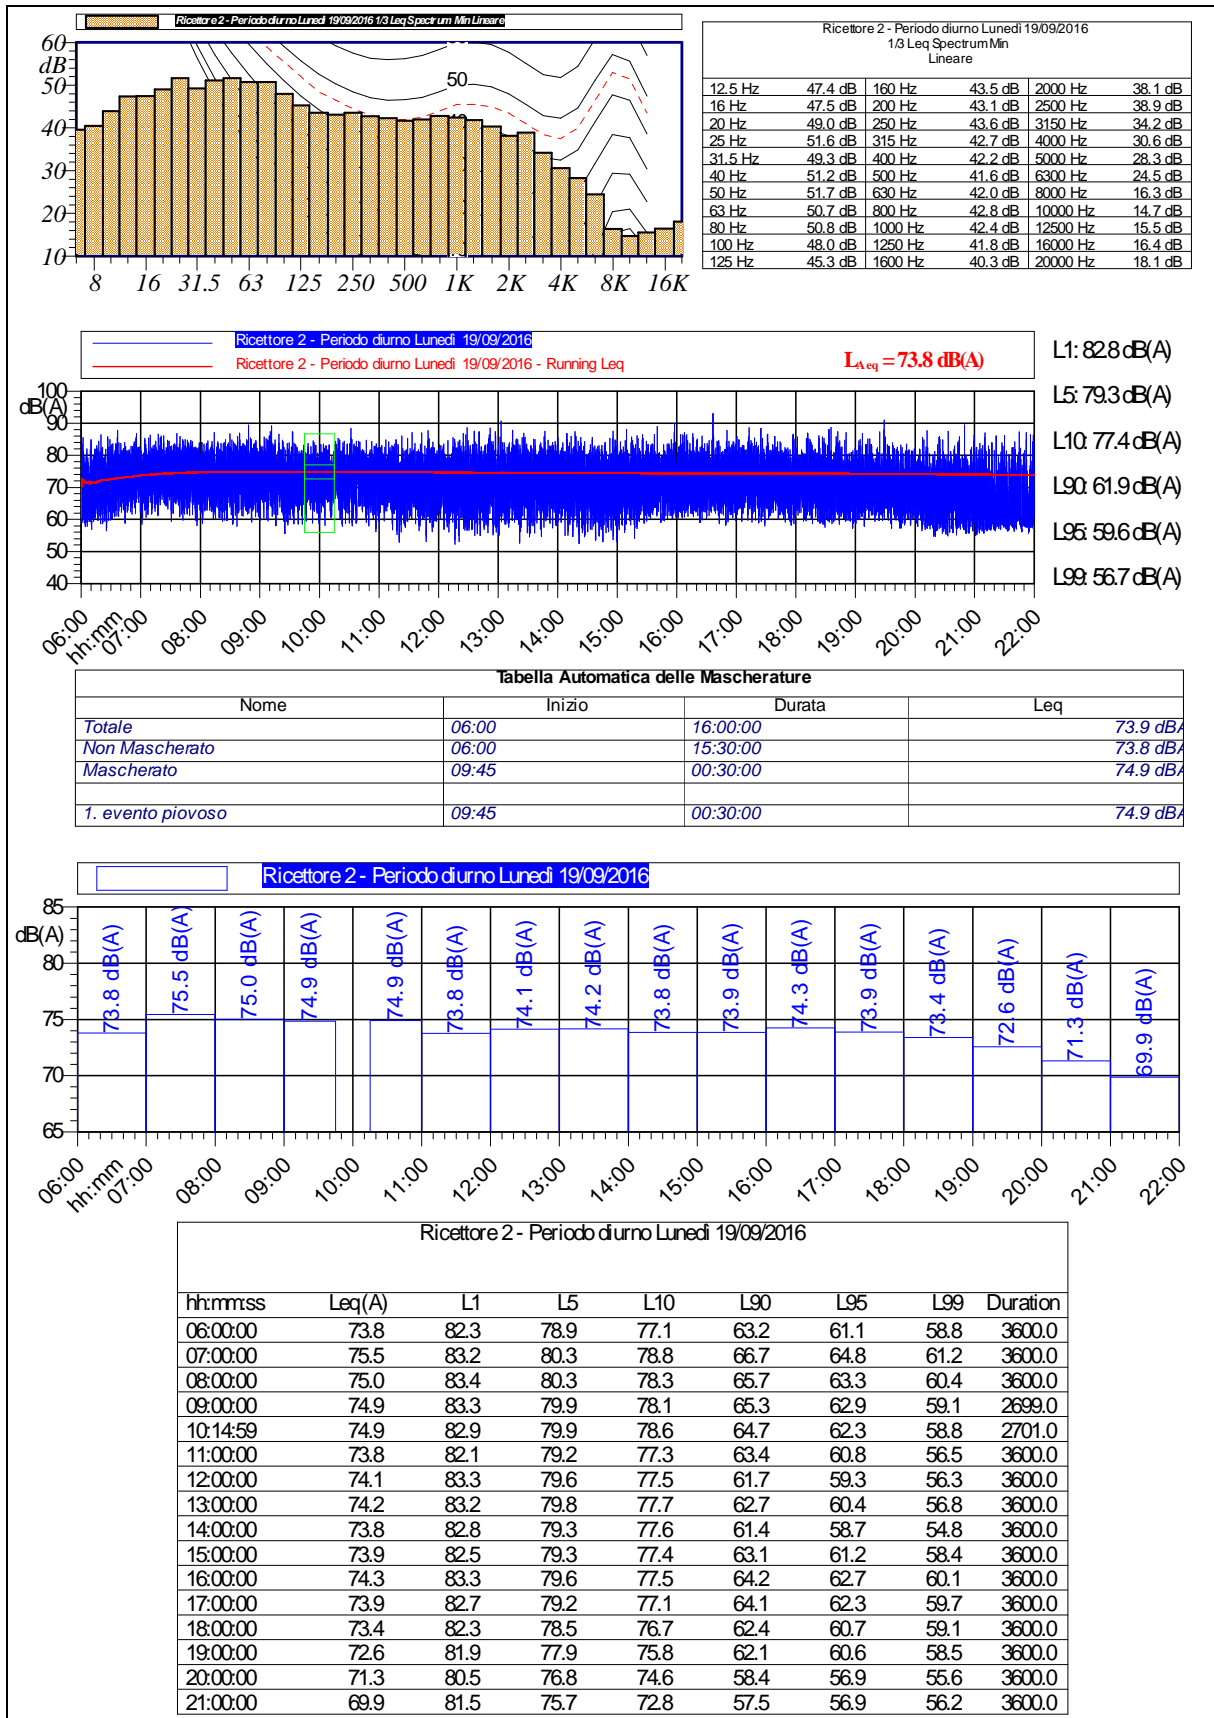 Ricettore 2 - Periodo diurno Lunedì 19/09/2016 1/3 Leq Spectrum Min Lineare
60
dB
50
40
30
20
10
50
8 16 31.5 63 125 250 500 1K 2K 4K 8K 16K
Ricettore 2 - Periodo diurno Lunedì 19/09/2016
1/3 Leq Spectrum Min
Lineare
12.5 Hz 47.4 dB 160 Hz 43.5 dB 2000 Hz 38.1 dB
16 Hz 47.5 dB 200 Hz 43.1 dB 2500 Hz 38.9 dB
20 Hz 49.0 dB 250 Hz 43.6 dB 3150 Hz 34.2 dB
25 Hz 51.6 dB 315 Hz 42.7 dB 4000 Hz 30.6 dB
31.5 Hz 49.3 dB 400 Hz 42.2 dB 5000 Hz 28.3 dB
40 Hz 51.2 dB 500 Hz 41.6 dB 6300 Hz 24.5 dB
50 Hz 51.7 dB 630 Hz 42.0 dB 8000 Hz 16.3 dB
63 Hz 50.7 dB 800 Hz 42.8 dB 10000 Hz 14.7 dB
80 Hz 50.8 dB 1000 Hz 42.4 dB 12500 Hz 15.5 dB
100 Hz 48.0 dB 1250 Hz 41.8 dB 16000 Hz 16.4 dB
125 Hz 45.3 dB 1600 Hz 40.3 dB 20000 Hz 18.1 dB
Ricettore 2 - Periodo diurno Lunedì 19/09/2016
Ricettore 2 - Periodo diurno Lunedì 19/09/2016 - Running Leq
LAeq = 73.8 dB(A)
L1: 82.8 dB(A)
L5: 79.3 dB(A)
L10: 77.4 dB(A)
L90: 61.9 dB(A)
L95: 59.6 dB(A)
L99: 56.7 dB(A)
100
dB(A)
90
80
70
60
50
40
06:00 07:00 08:00 09:00 10:00 11:00 12:00 13:00 14:00 15:00 16:00 17:00 18:00 19:00 20:00 21:00 22:00
hh:mm
Tabella Automatica delle Mascherature
Nome Inizio Durata Leq
Totale 06:00 16:00:00 73.9 dBA
Non Mascherato 06:00 15:30:00 73.8 dBA
Mascherato 09:45 00:30:00 74.9 dBA
1. evento piovoso 09:45 00:30:00 74.9 dBA
Ricettore 2 - Periodo diurno Lunedì 19/09/2016
85
dB(A)
80
75
70
65
73.8 dB(A)
75.5 dB(A)
75.0 dB(A)
74.9 dB(A)
74.9 dB(A)
73.8 dB(A)
74.1 dB(A)
74.2 dB(A)
73.8 dB(A)
73.9 dB(A)
74.3 dB(A)
73.9 dB(A)
73.4 dB(A)
72.6 dB(A)
71.3 dB(A)
69.9 dB(A)
06:00 07:00 08:00 09:00 10:00 11:00 12:00 13:00 14:00 15:00 16:00 17:00 18:00 19:00 20:00 21:00 22:00
hh:mm
Ricettore 2 - Periodo diurno Lunedì 19/09/2016
hh:mm:ss Leq(A) L1 L5 L10 L90 L95 L99 Duration
06:00:00 73.8 82.3 78.9 77.1 63.2 61.1 58.8 3600.0
07:00:00 75.5 83.2 80.3 78.8 66.7 64.8 61.2 3600.0
08:00:00 75.0 83.4 80.3 78.3 65.7 63.3 60.4 3600.0
09:00:00 74.9 83.3 79.9 78.1 65.3 62.9 59.1 2699.0
10:14:59 74.9 82.9 79.9 78.6 64.7 62.3 58.8 2701.0
11:00:00 73.8 82.1 79.2 77.3 63.4 60.8 56.5 3600.0
12:00:00 74.1 83.3 79.6 77.5 61.7 59.3 56.3 3600.0
13:00:00 74.2 83.2 79.8 77.7 62.7 60.4 56.8 3600.0
14:00:00 73.8 82.8 79.3 77.6 61.4 58.7 54.8 3600.0
15:00:00 73.9 82.5 79.3 77.4 63.1 61.2 58.4 3600.0
16:00:00 74.3 83.3 79.6 77.5 64.2 62.7 60.1 3600.0
17:00:00 73.9 82.7 79.2 77.1 64.1 62.3 59.7 3600.0
18:00:00 73.4 82.3 78.5 76.7 62.4 60.7 59.1 3600.0
19:00:00 72.6 81.9 77.9 75.8 62.1 60.6 58.5 3600.0
20:00:00 71.3 80.5 76.8 74.6 58.4 56.9 55.6 3600.0
21:00:00 69.9 81.5 75.7 72.8 57.5 56.9 56.2 3600.0